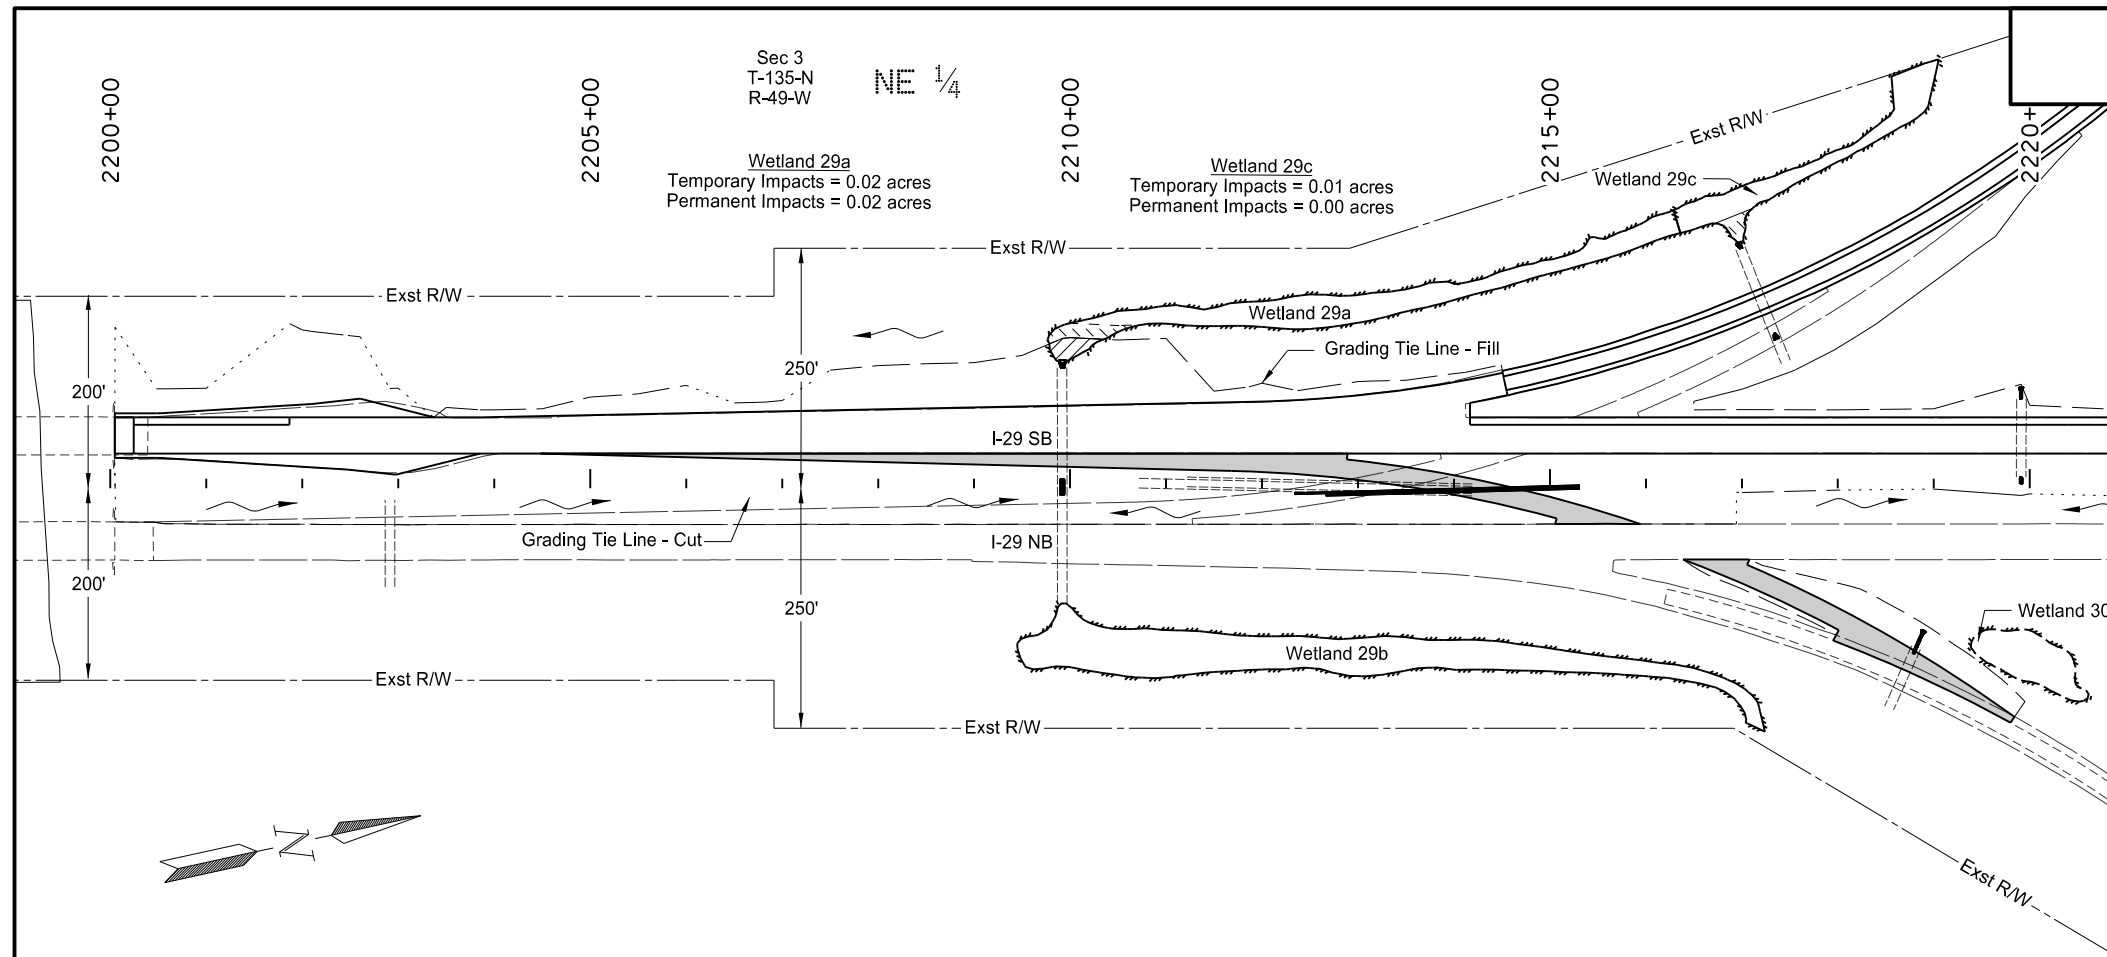 Sec 3
T-135-N
R-49-W
NE 1/4
2200+00
2205+00
2210+00
2215+00
2220+
Wetland 29a
Temporary Impacts = 0.02 acres
Permanent Impacts = 0.02 acres
Wetland 29c
Temporary Impacts = 0.01 acres
Permanent Impacts = 0.00 acres
Exst R/W
Wetland 29c
Exst R/W
Exst R/W
Wetland 29a
Grading Tie Line - Fill
200'
250'
I-29 SB
Grading Tie Line - Cut
I-29 NB
200'
250'
Wetland 30
Wetland 29b
Exst R/W
Exst R/W
N
Exst R/W